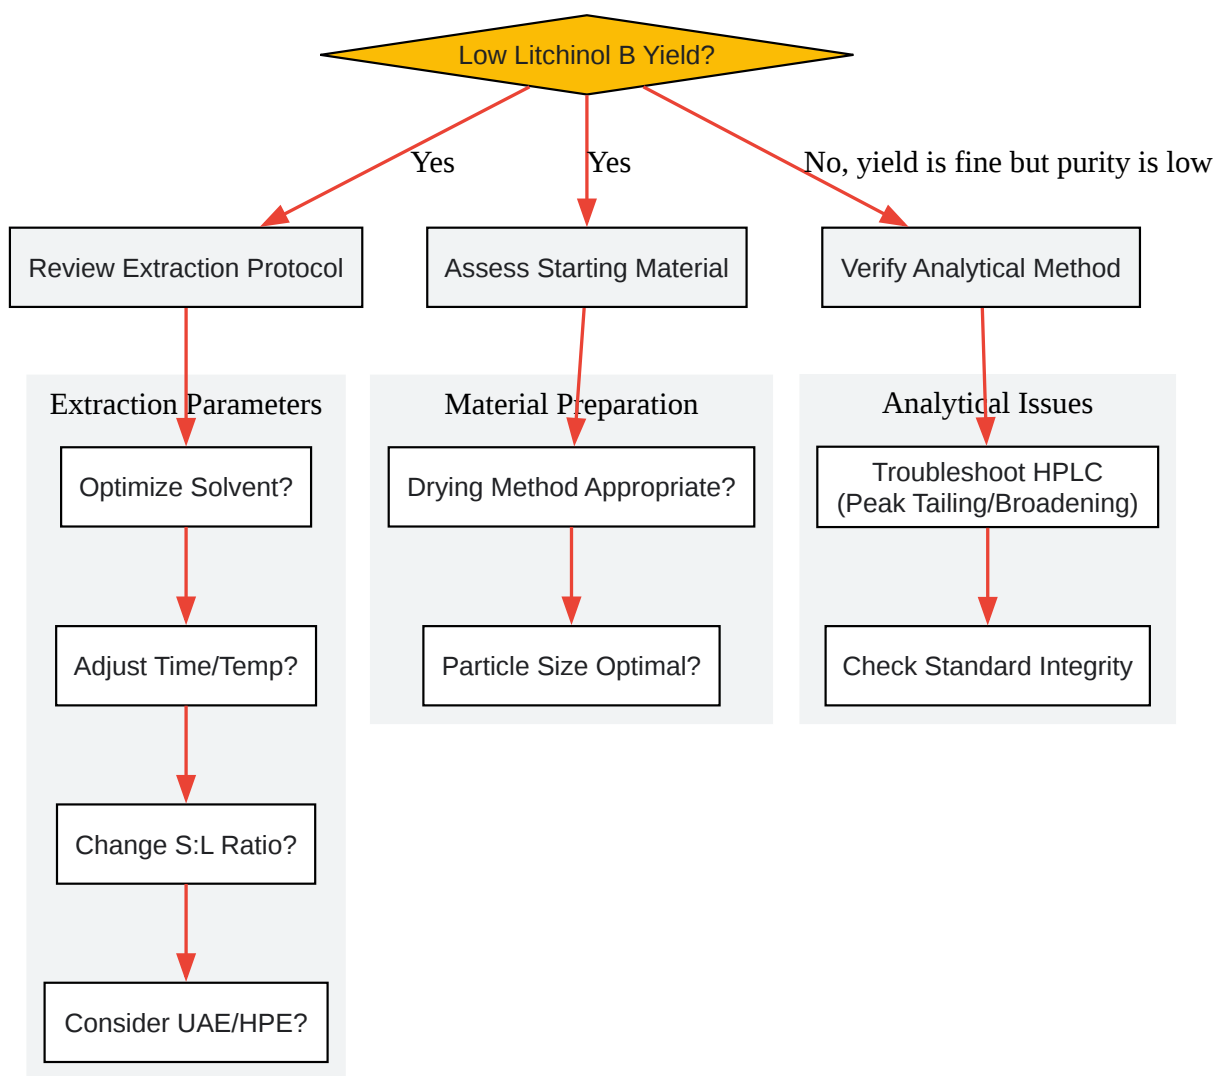 Low Litchinol B Yield?
Yes
Yes
No, yield is fine but purity is low
Review Extraction Protocol
Assess Starting Material
Verify Analytical Method
Extraction Parameters
Optimize Solvent?
Adjust Time/Temp?
Change S:L Ratio?
Consider UAE/HPE?
Material Preparation
Drying Method Appropriate?
Particle Size Optimal?
Analytical Issues
Troubleshoot HPLC
(Peak Tailing/Broadening)
Check Standard Integrity